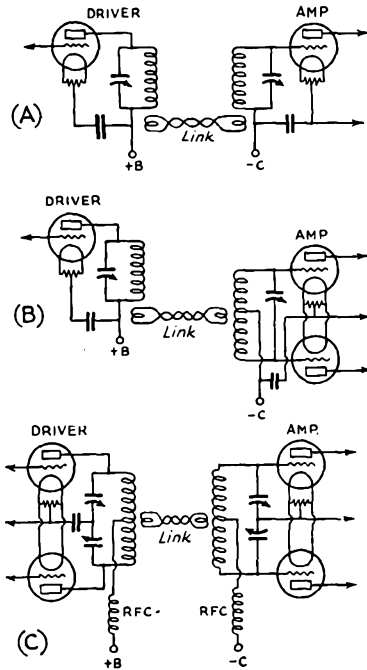 DRIVER
AMP
(A)
Link
+B
-C
DRIVER
AMP
(B)
Link
+B
-C
DRIVER
AMP.
Link
RFC-
RFC
(C)
+B
-C